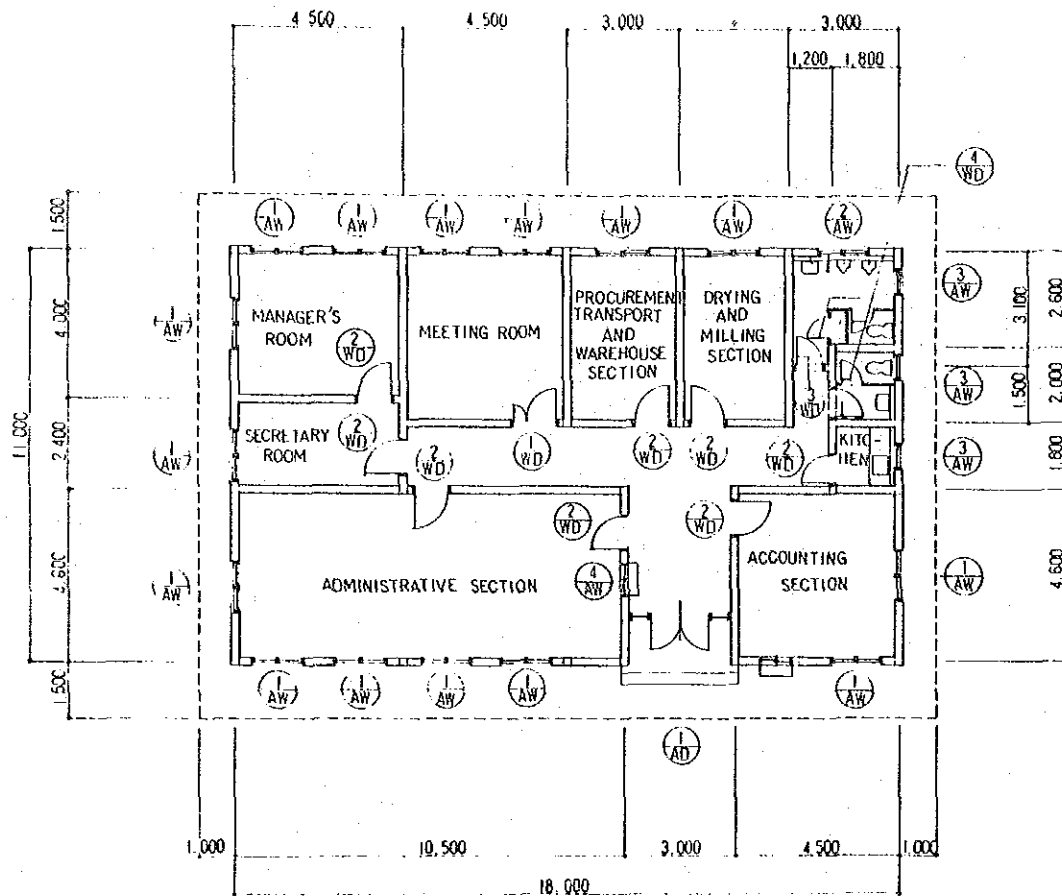 4 500
4,500
3,000
3,000
1,200
1,800
4
WD
1
AW
1
AW
1
AW
1
AW
1
AW
1
AW
2
AW
1,500
4,000
2,400
4,600
1,500
11,000
1
AW
1
AW
1
AW
MANAGER'S
ROOM
2
WD
MEETING ROOM
PROCUREMENT
TRANSPORT
AND
WAREHOUSE
SECTION
DRYING
AND
MILLING
SECTION
3
AW
3
AW
3
AW
1
AW
3,100
1,500
2,600
2,000
1,800
4,600
3
WD
SECRETARY
ROOM
2
WD
2
WD
1
WD
2
WD
2
WD
2
WD
KITC-
HEN
2
WD
2
WD
4
AW
ADMINISTRATIVE SECTION
ACCOUNTING
SECTION
1
AW
1
AW
1
AW
1
AW
1
AW
1
AD
1,000
10,500
3,000
4,500
1,000
18,000